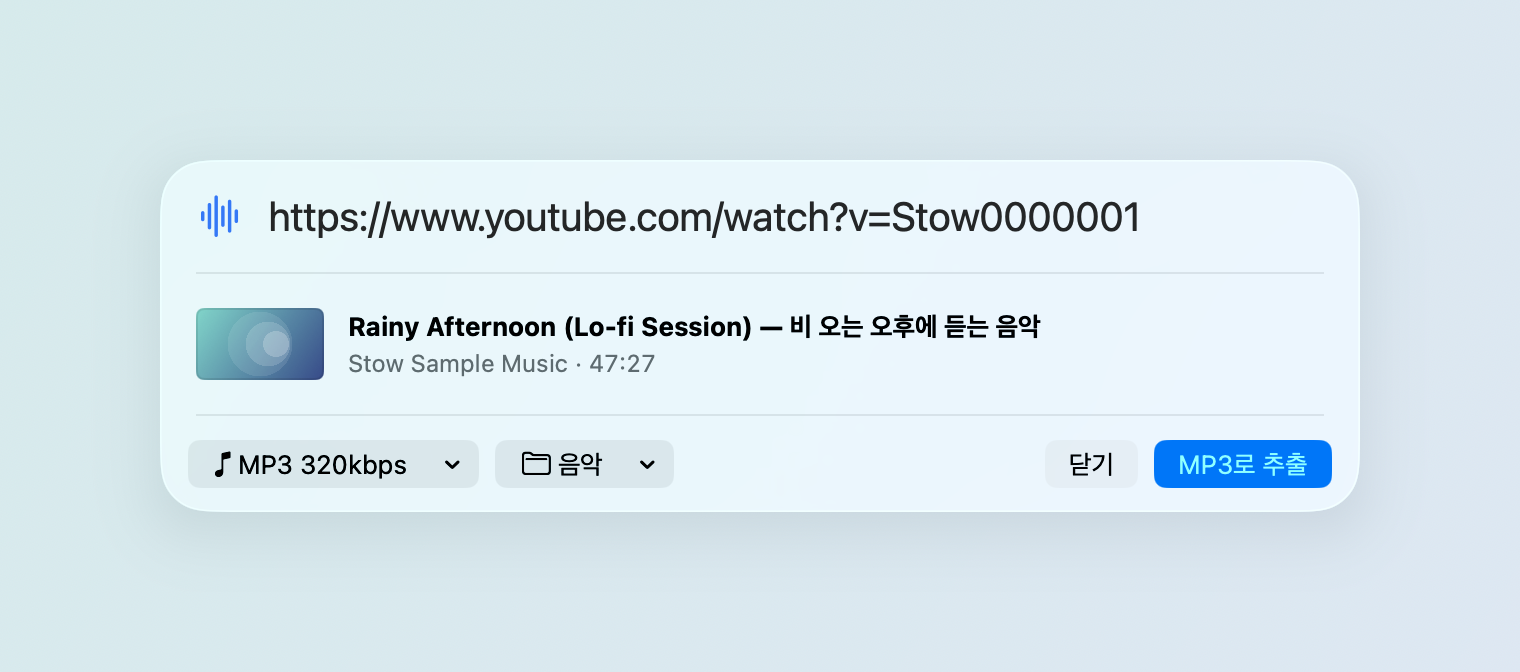 https://www.youtube.com/watch?v=Stow0000001
Rainy Afternoon (Lo-fi Session) — 비 오는 오후에 듣는 음악
Stow Sample Music · 47:27
MP3 320kbps
음악
닫기
MP3로 추출